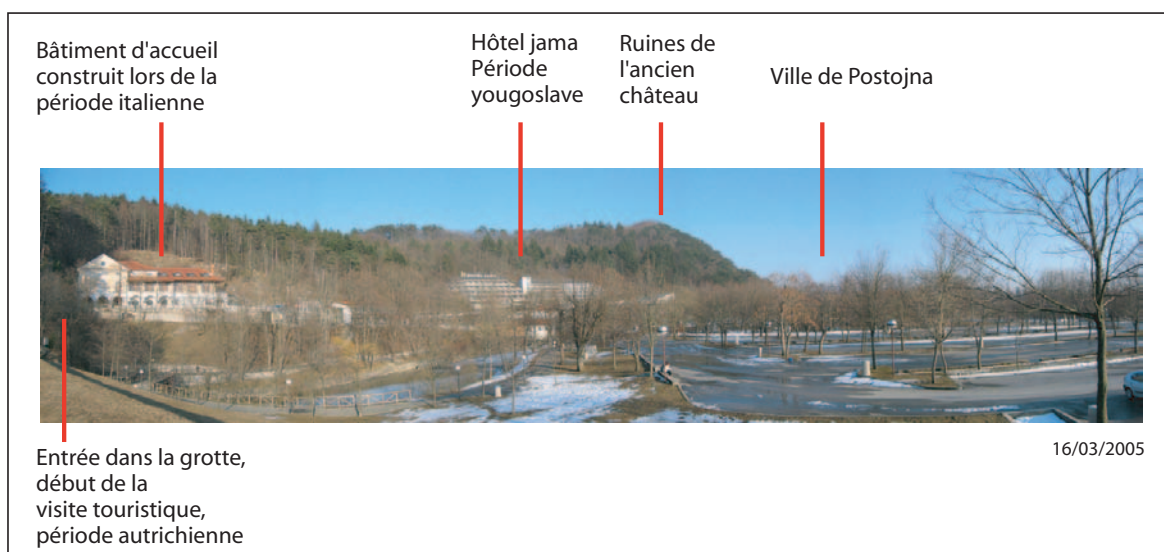 Bâtiment d'accueil
construit lors de la
période italienne
Hôtel jama
Période
yougoslave
Ruines de
l'ancien
château
Ville de Postojna
16/03/2005
Entrée dans la grotte,
début de la
visite touristique,
période autrichienne